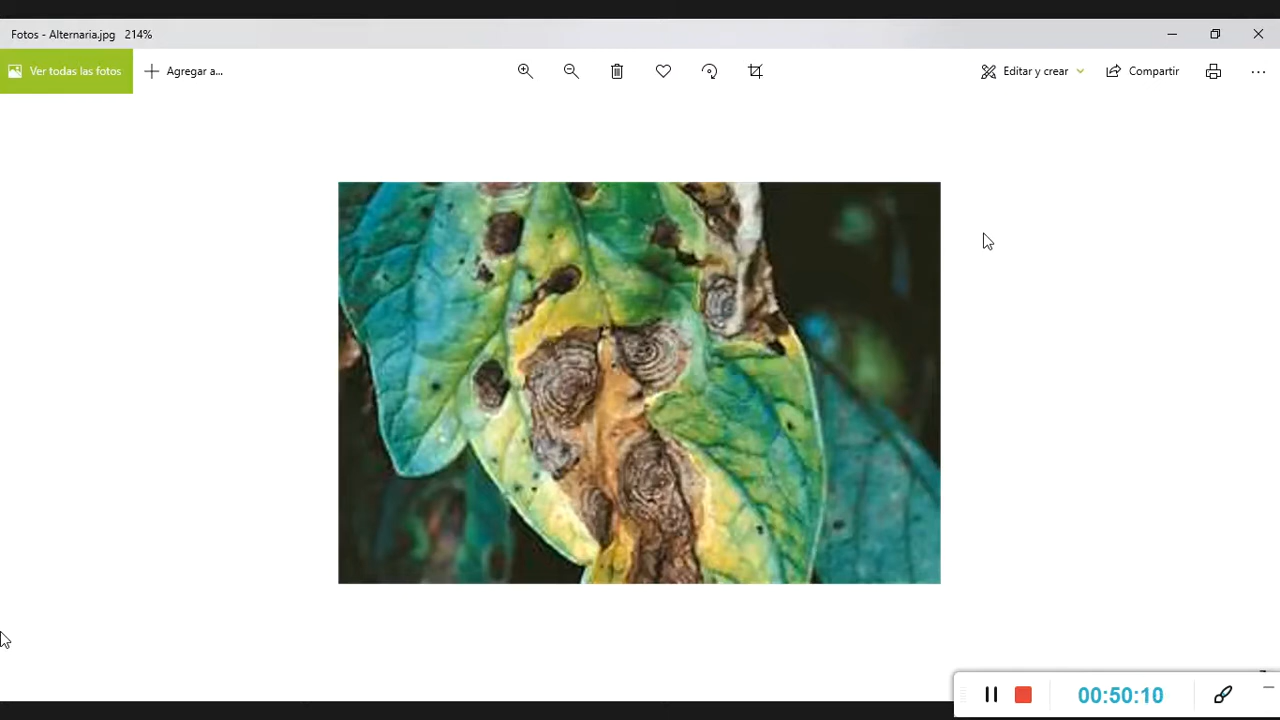 Fotos - Alternaria.jpg 214%
Ver todas las fotos
Agregar a...
Editar y crear
Compartir
00:50:10